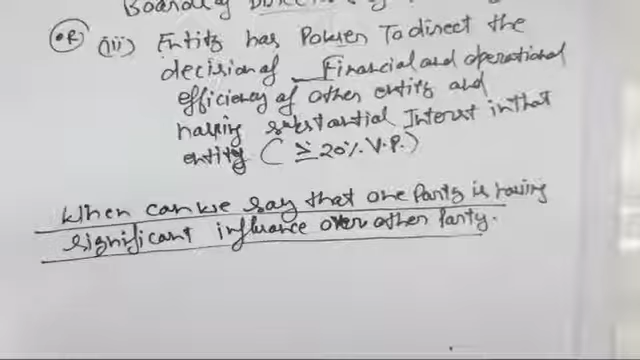 Board of Direct
OR (iii) Entity has Power To direct the
decision of Financial and operational
efficiency of other entity and
having substantial Interest in that
entity ( ≥ 20% V.P.)
When can we say that one Party is having
significant influence over other Party.